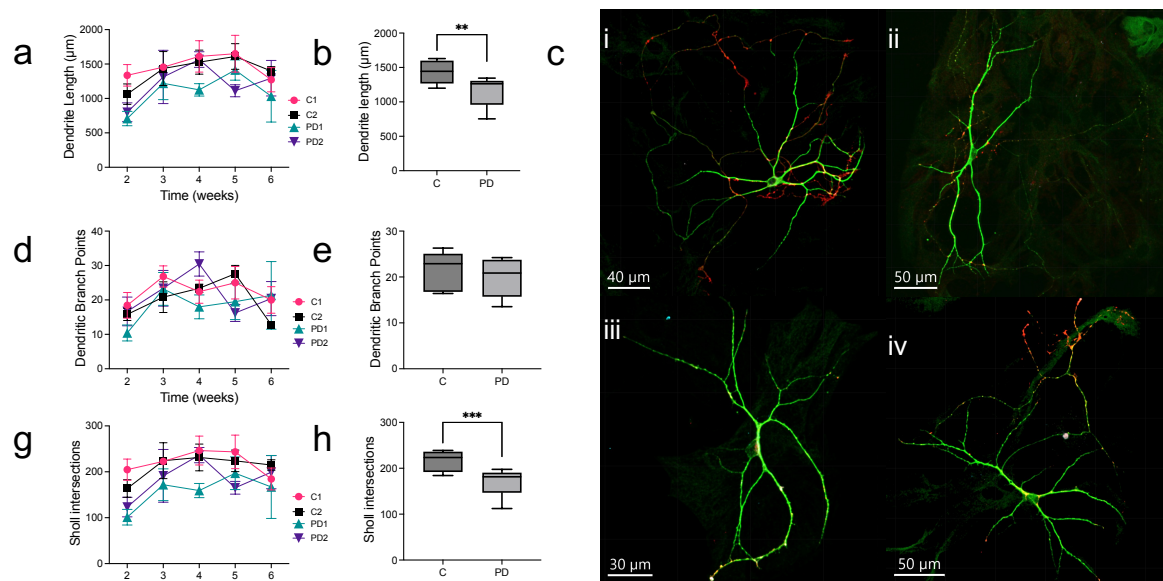 a
Dendrite Length (µm)
2000
1500
1000
500
0
2 3 4 5 6
Time (weeks)
C1
C2
PD1
PD2
b
Dendrite length (µm)
2000
1500
1000
500
0
**
C PD
c
i
40 µm
ii
50 µm
iii
30 µm
iv
50 µm
d
Dendritic Branch Points
40
30
20
10
0
2 3 4 5 6
Time (weeks)
C1
C2
PD1
PD2
e
Dendritic Branch Points
40
30
20
10
0
C PD
g
Sholl intersections
300
200
100
0
2 3 4 5 6
Time (weeks)
C1
C2
PD1
PD2
h
Sholl intersections
300
200
100
0
***
C PD